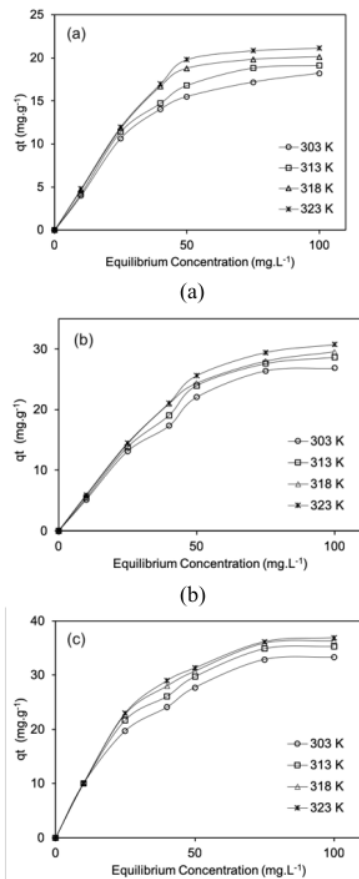 (a)
25
20
15
10
5
0
qt (mg.g⁻¹)
303 K
313 K
318 K
323 K
0 50 100
Equilibrium Concentration (mg.L⁻¹)
(a)
(b)
30
20
10
0
qt (mg.g⁻¹)
303 K
313 K
318 K
323 K
0 50 100
Equilibrium Concentration (mg.L⁻¹)
(b)
(c)
40
30
20
10
0
qt (mg.g⁻¹)
303 K
313 K
318 K
323 K
0 50 100
Equilibrium Concentration (mg.L⁻¹)